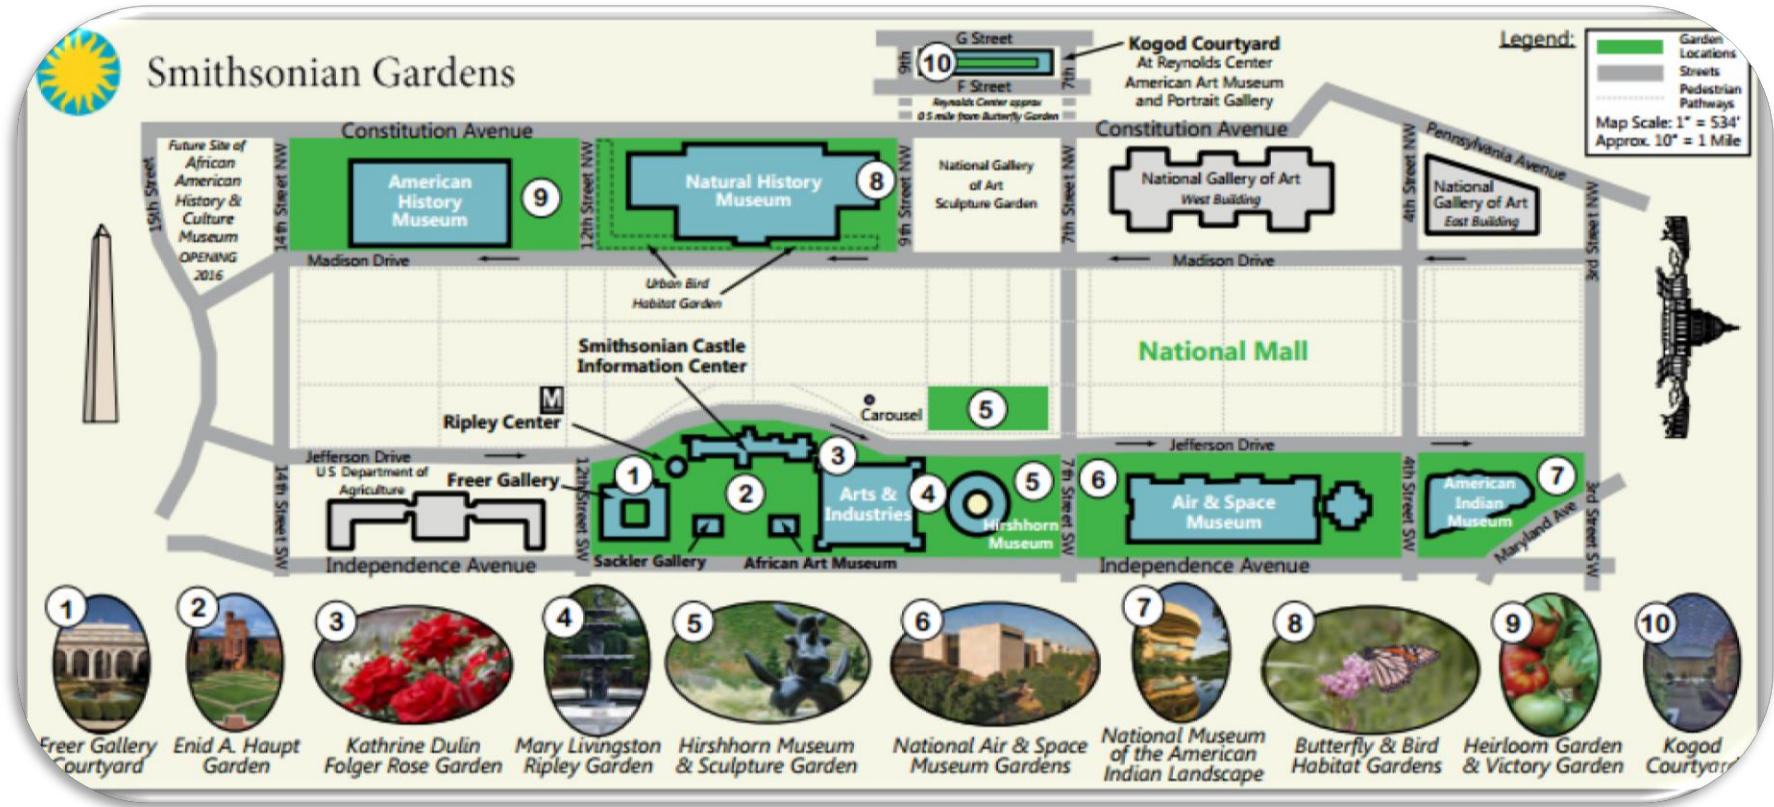 Smithsonian Gardens
G Street
9th
10
7th
F Street
Reynolds Center approx
0 5 mile from Butterfly Garden
Kogod Courtyard
At Reynolds Center
American Art Museum
and Portrait Gallery
Legend:
Garden
Locations
Streets
Pedestrian
Pathways
Map Scale: 1" = 534'
Approx. 10" = 1 Mile
Constitution Avenue
Constitution Avenue
Pennsylvania Avenue
15th Street
Future Site of
African
American
History &
Culture
Museum
OPENING
2016
14th Street NW
American
History
Museum
9
12th Street NW
Natural History
Museum
8
9th Street NW
National Gallery
of Art
Sculpture Garden
7th Street NW
National Gallery of Art
West Building
4th Street NW
National
Gallery of Art
East Building
3rd Street NW
Madison Drive
Madison Drive
Urban Bird
Habitat Garden
Smithsonian Castle
Information Center
National Mall
M
Ripley Center
Carousel
5
Jefferson Drive
Jefferson Drive
14th Street SW
U S Department of
Agriculture
Freer Gallery
12th Street SW
1
2
3
Arts &
Industries
4
5
Hirshhorn
Museum
7th Street SW
6
Air & Space
Museum
4th Street SW
American
Indian
Museum
7
Maryland Ave
3rd Street SW
Sackler Gallery
African Art Museum
Independence Avenue
Independence Avenue
1
Freer Gallery
Courtyard
2
Enid A. Haupt
Garden
3
Kathrine Dulin
Folger Rose Garden
4
Mary Livingston
Ripley Garden
5
Hirshhorn Museum
& Sculpture Garden
6
National Air & Space
Museum Gardens
7
National Museum
of the American
Indian Landscape
8
Butterfly & Bird
Habitat Gardens
9
Heirloom Garden
& Victory Garden
10
Kogod
Courtyard